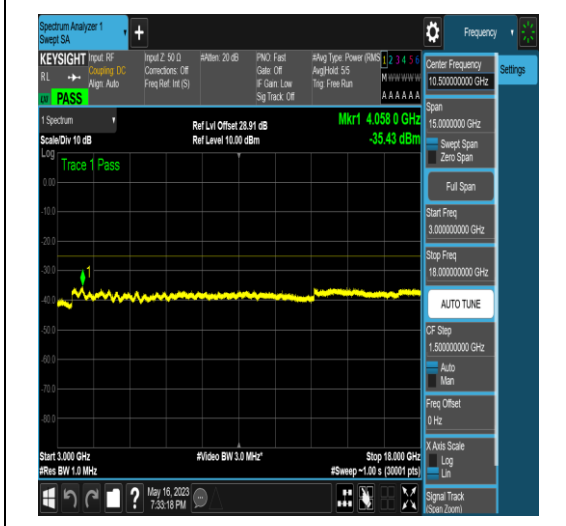 Spectrum Analyzer 1
Swept SA
+
Frequency
KEYSIGHT
RL
PASS
Input: RF
Coupling: DC
Align: Auto
Input Z: 50 Ω
Corrections: Off
Freq Ref: Int (S)
#Atten: 20 dB
PNO: Fast
Gate: Off
IF Gain: Low
Sig Track: Off
#Avg Type: Power (RMS
Avg|Hold: 5/5
Trig: Free Run
1 2 3 4 5 6
M W W W W W
A A A A A A
1 Spectrum
Scale/Div 10 dB
Ref Lvl Offset 28.91 dB
Ref Level 10.00 dBm
Mkr1 4.058 0 GHz
-35.43 dBm
Log
Trace 1 Pass
0.00
-10.0
-20.0
-30.0
1
-40.0
-50.0
-60.0
-70.0
-80.0
Start 3.000 GHz
#Res BW 1.0 MHz
#Video BW 3.0 MHz*
Stop 18.000 GHz
#Sweep ~1.00 s (30001 pts)
May 16, 2023
7:33:18 PM
?
Center Frequency
10.500000000 GHz
Settings
Span
15.0000000 GHz
Swept Span
Zero Span
Full Span
Start Freq
3.000000000 GHz
Stop Freq
18.000000000 GHz
AUTO TUNE
CF Step
1.500000000 GHz
Auto
Man
Freq Offset
0 Hz
X Axis Scale
Log
Lin
Signal Track
(Span Zoom)